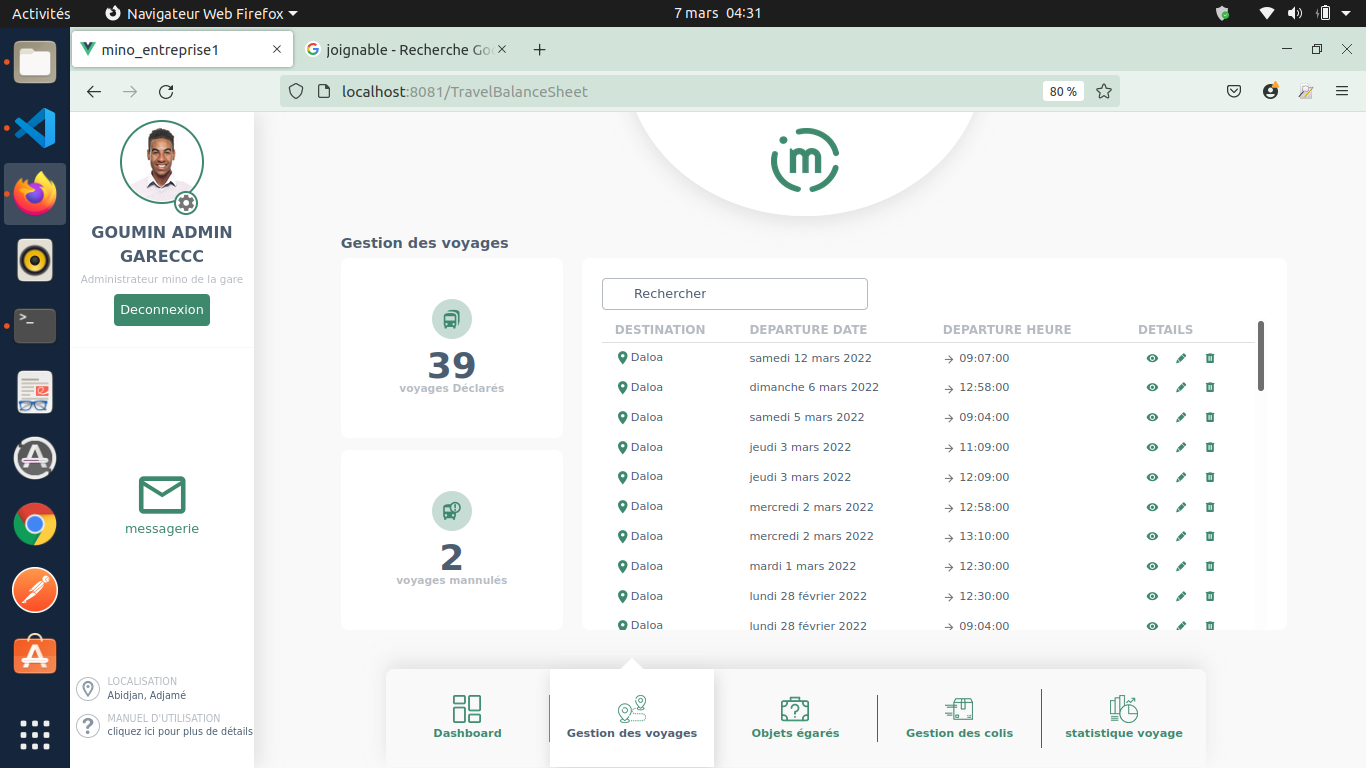 Activités
Navigateur Web Firefox
7 mars 04:31
mino_entreprise1
joignable - Recherche Goo
localhost:8081/TravelBalanceSheet
80 %
GOUMIN ADMIN
GARECCC
Administrateur mino de la gare
Deconnexion
messagerie
LOCALISATION
Abidjan, Adjamé
MANUEL D'UTILISATION
cliquez ici pour plus de détails
im
Gestion des voyages
39
voyages Déclarés
2
voyages mannulés
Rechercher
DESTINATION DEPARTURE DATE DEPARTURE HEURE DETAILS
Daloa samedi 12 mars 2022 → 09:07:00
Daloa dimanche 6 mars 2022 → 12:58:00
Daloa samedi 5 mars 2022 → 09:04:00
Daloa jeudi 3 mars 2022 → 11:09:00
Daloa jeudi 3 mars 2022 → 12:09:00
Daloa mercredi 2 mars 2022 → 12:58:00
Daloa mercredi 2 mars 2022 → 13:10:00
Daloa mardi 1 mars 2022 → 12:30:00
Daloa lundi 28 février 2022 → 12:30:00
Daloa lundi 28 février 2022 → 09:04:00
Dashboard
Gestion des voyages
Objets égarés
Gestion des colis
statistique voyage